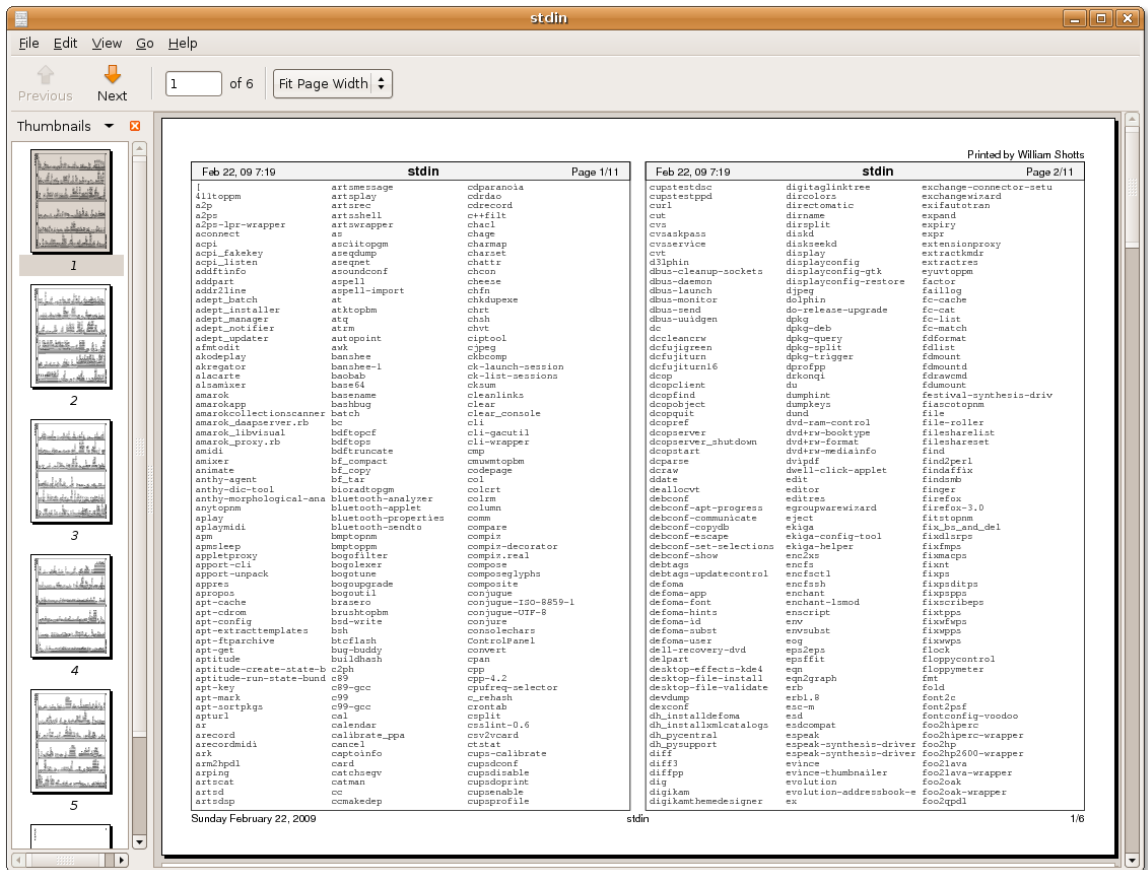 stdin
File Edit View Go Help
Previous Next 1 of 6 Fit Page Width
Thumbnails
1
2
3
4
5
Printed by William Shotts
Feb 22, 09 7:19 stdin Page 1/11
[ artsmessage cdparanoia
411toppm artsplay cdrdao
a2p artsrec cdrecord
a2ps artsshell c++filt
a2ps-lpr-wrapper artswrapper chacl
aconnect as chage
acpi asciitopgm charmap
acpi_fakekey aseqdump charset
acpi_listen aseqnet chattr
addftinfo asoundconf chcon
addpart aspell cheese
addr2line aspell-import chfn
adept_batch at chkdupexe
adept_installer atktopbm chrt
adept_manager atq chsh
adept_notifier atrm chvt
adept_updater autopoint ciptool
afmtodit awk cjpeg
akodeplay banshee ckbcomp
akregator banshee-1 ck-launch-session
alacarte baobab ck-list-sessions
alsamixer base64 cksum
amarok basename cleanlinks
amarokapp bashbug clear
amarokcollectionscanner batch clear_console
amarok_daapserver.rb bc cli
amarok_libvisual bdftopcf cli-gacutil
amarok_proxy.rb bdftops cli-wrapper
amidi bdftruncate cmp
amixer bf_compact cmuwmtopbm
animate bf_copy codepage
anthy-agent bf_tar col
anthy-dic-tool bioradtopgm colcrt
anthy-morphological-ana bluetooth-analyzer colrm
anytopnm bluetooth-applet column
aplay bluetooth-properties comm
aplaymidi bluetooth-sendto compare
apm bmptopnm compiz
apmsleep bmptoppm compiz-decorator
appletproxy bogofilter compiz.real
apport-cli bogolexer compose
apport-unpack bogotune composeglyphs
appres bogoupgrade composite
apropos bogoutil conjugue
apt-cache brasero conjugue-ISO-8859-1
apt-cdrom brushtopbm conjugue-UTF-8
apt-config bsd-write conjure
apt-extracttemplates bsh consolechars
apt-ftparchive btcflash ControlPanel
apt-get bug-buddy convert
aptitude buildhash cpan
aptitude-create-state-b c2ph cpp
aptitude-run-state-bund c89 cpp-4.2
apt-key c89-gcc cpufreq-selector
apt-mark c99 c_rehash
apt-sortpkgs c99-gcc crontab
apturl cal csplit
ar calendar csslint-0.6
arecord calibrate_ppa csv2vcard
arecordmidi cancel ctstat
ark captoinfo cups-calibrate
arm2hpdl card cupsdconf
arping catchsegv cupsdisable
artscat catman cupsdoprint
artsd cc cupsenable
artsdsp ccmakedep cupsprofile
Feb 22, 09 7:19 stdin Page 2/11
cupstestdsc digitaglinktree exchange-connector-setu
cupstestppd dircolors exchangewizard
curl directomatic exifautotran
cut dirname expand
cvs dirsplit expiry
cvsaskpass diskd expr
cvsservice diskseekd extensionproxy
cvt display extractkmdr
d3lphin displayconfig extractres
dbus-cleanup-sockets displayconfig-gtk eyuvtoppm
dbus-daemon displayconfig-restore factor
dbus-launch djpeg faillog
dbus-monitor dolphin fc-cache
dbus-send do-release-upgrade fc-cat
dbus-uuidgen dpkg fc-list
dc dpkg-deb fc-match
dccleancrw dpkg-query fdformat
dcfujigreen dpkg-split fdlist
dcfujiturn dpkg-trigger fdmount
dcfujiturn16 dprofpp fdmountd
dcop drkonqi fdrawcmd
dcopclient du fdumount
dcopfind dumphint festival-synthesis-driv
dcopobject dumpkeys fiascotopnm
dcopquit dund file
dcopref dvd-ram-control file-roller
dcopserver dvd+rw-booktype filesharelist
dcopserver_shutdown dvd+rw-format fileshareset
dcopstart dvd+rw-mediainfo find
dcparse dvipdf find2perl
dcraw dwell-click-applet findaffix
ddate edit findsmb
deallocvt editor finger
debconf editres firefox
debconf-apt-progress egroupwarewizard firefox-3.0
debconf-communicate eject fitstopnm
debconf-copydb ekiga fix_bs_and_del
debconf-escape ekiga-config-tool fixdlsrps
debconf-set-selections ekiga-helper fixfmps
debconf-show enc2xs fixmacps
debtags encfs fixnt
debtags-updatecontrol encfsctl fixps
defoma encfssh fixpsditps
defoma-app enchant fixpspps
defoma-font enchant-lsmod fixscribeps
defoma-hints enscript fixtpps
defoma-id env fixwfwps
defoma-subst envsubst fixwpps
defoma-user eog fixwwps
dell-recovery-dvd eps2eps flock
delpart epsffit floppycontrol
desktop-effects-kde4 eqn floppymeter
desktop-file-install eqn2graph fmt
desktop-file-validate erb fold
devdump erb1.8 font2c
dexconf esc-m font2psf
dh_installdefoma esd fontconfig-voodoo
dh_installxmlcatalogs esdcompat foo2hiperc
dh_pycentral espeak foo2hiperc-wrapper
dh_pysupport espeak-synthesis-driver foo2hp
diff espeak-synthesis-driver foo2hp2600-wrapper
diff3 evince foo2lava
diffpp evince-thumbnailer foo2lava-wrapper
dig evolution foo2oak
digikam evolution-addressbook-e foo2oak-wrapper
digikamthemedesigner ex foo2qpdl
Sunday February 22, 2009 stdin 1/6